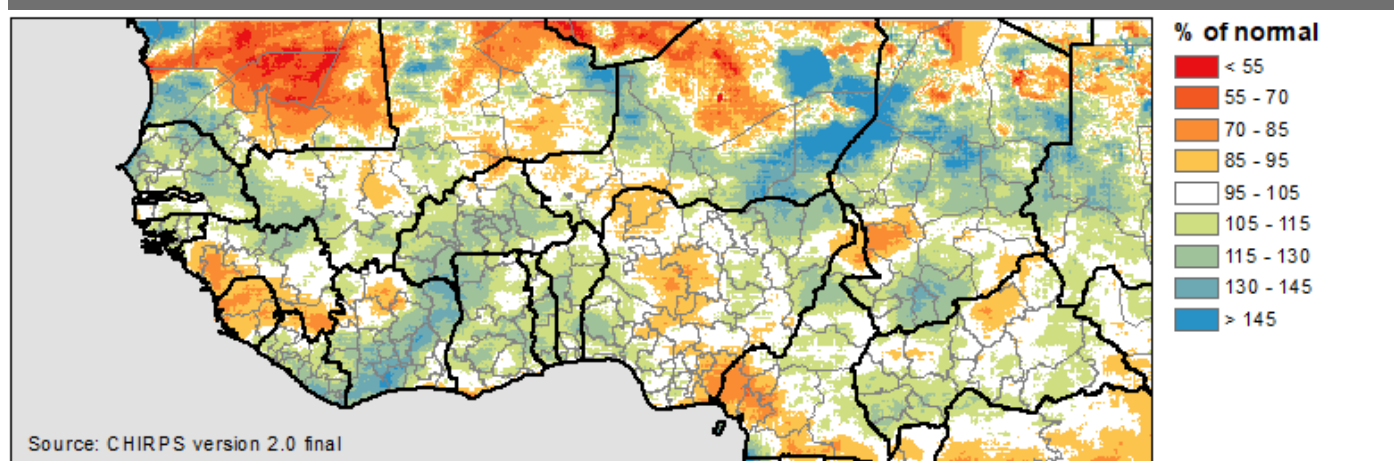 % of normal
< 55
55 - 70
70 - 85
85 - 95
95 - 105
105 - 115
115 - 130
130 - 145
> 145
Source: CHIRPS version 2.0 final